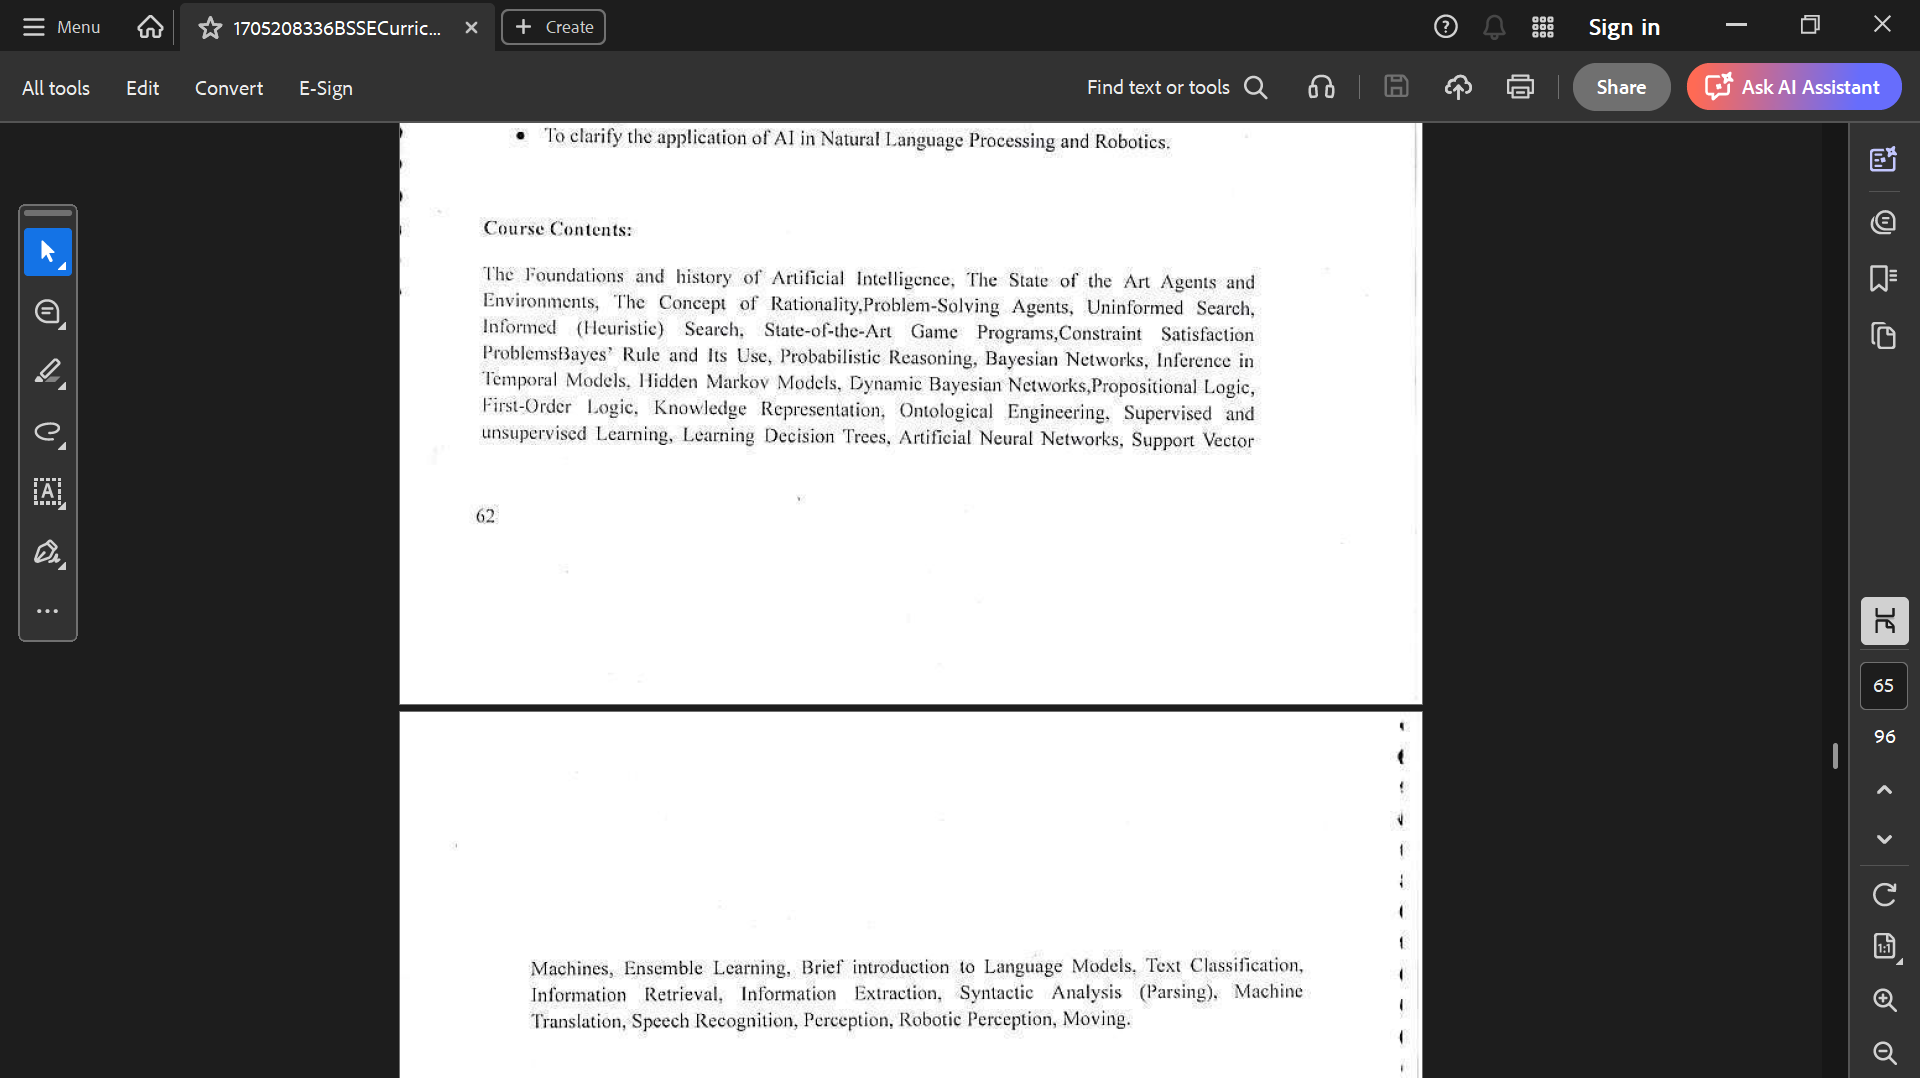 Menu
1705208336BSSECurric...
Create
Sign in
All tools
Edit
Convert
E-Sign
Find text or tools
Share
Ask AI Assistant
• To clarify the application of AI in Natural Language Processing and Robotics.
Course Contents:
The Foundations and history of Artificial Intelligence, The State of the Art Agents and
Environments, The Concept of Rationality,Problem-Solving Agents, Uninformed Search,
Informed (Heuristic) Search, State-of-the-Art Game Programs,Constraint Satisfaction
ProblemsBayes' Rule and Its Use, Probabilistic Reasoning, Bayesian Networks, Inference in
Temporal Models, Hidden Markov Models, Dynamic Bayesian Networks,Propositional Logic,
First-Order Logic, Knowledge Representation, Ontological Engineering, Supervised and
unsupervised Learning, Learning Decision Trees, Artificial Neural Networks, Support Vector
62
Machines, Ensemble Learning, Brief introduction to Language Models, Text Classification,
Information Retrieval, Information Extraction, Syntactic Analysis (Parsing), Machine
Translation, Speech Recognition, Perception, Robotic Perception, Moving.
65
96
1:1